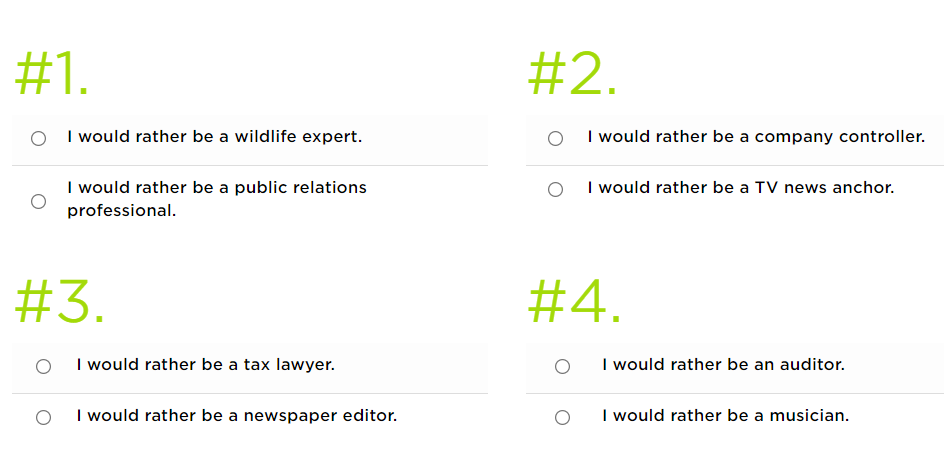 #1.
I would rather be a wildlife expert.
I would rather be a public relations
professional.
#2.
I would rather be a company controller.
I would rather be a TV news anchor.
#3.
I would rather be a tax lawyer.
I would rather be a newspaper editor.
#4.
I would rather be an auditor.
I would rather be a musician.